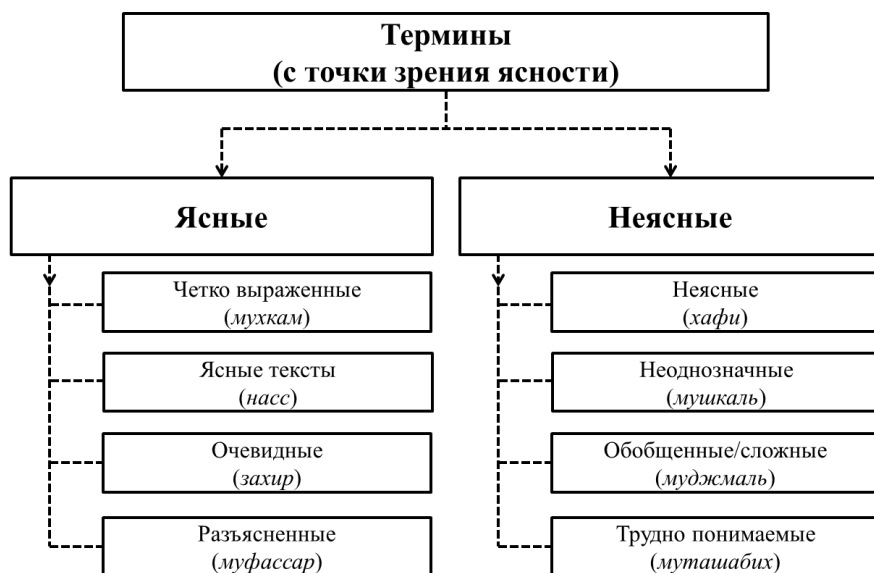 Термины
(с точки зрения ясности)
Ясные
Четко выраженные
(мухкам)
Ясные тексты
(насс)
Очевидные
(захир)
Разъясненные
(муфассар)
Неясные
Неясные
(хафи)
Неоднозначные
(мушкаль)
Обобщенные/сложные
(муджмаль)
Трудно понимаемые
(муташабих)